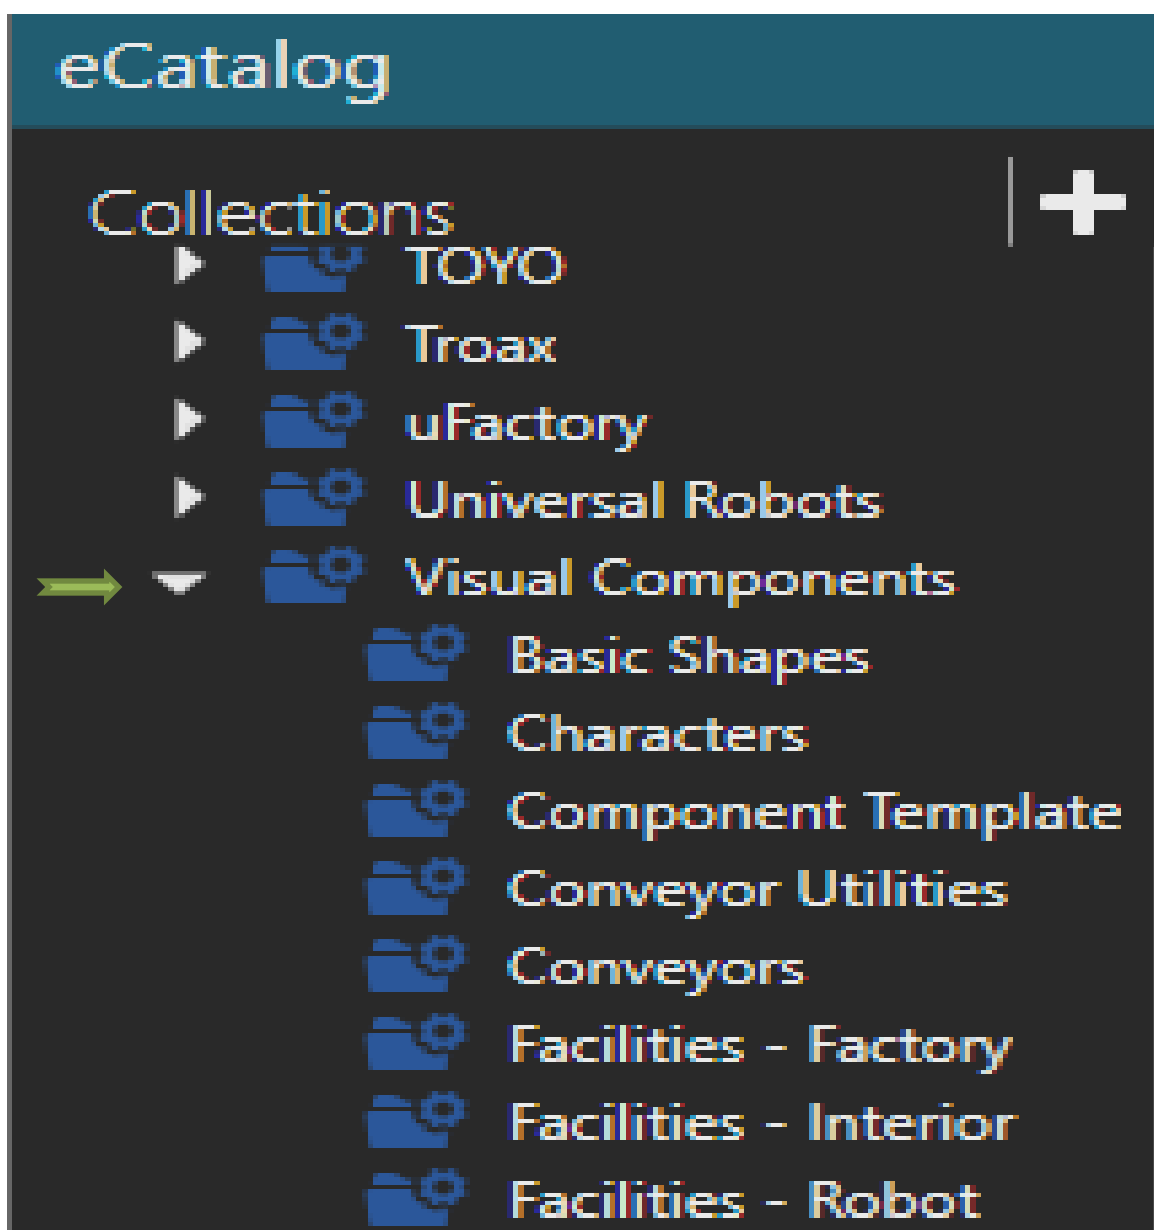 eCatalog
Collections
TOYO
Troax
uFactory
Universal Robots
Visual Components
Basic Shapes
Characters
Component Template
Conveyor Utilities
Conveyors
Facilities - Factory
Facilities - Interior
Facilities - Robot